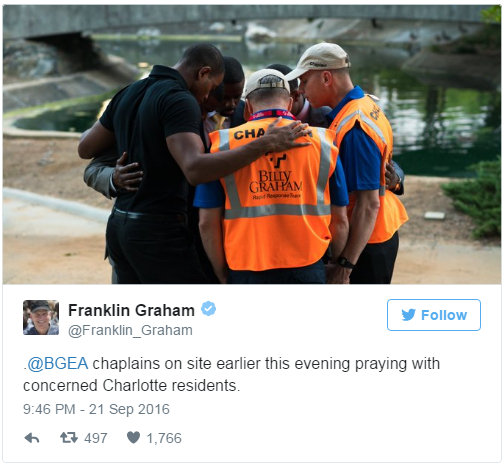 CHA
BILLY
GRAHAM
Rapid Response Team
Franklin Graham
@Franklin_Graham
Follow
.@BGEA chaplains on site earlier this evening praying with
concerned Charlotte residents.
9:46 PM - 21 Sep 2016
497
1,766